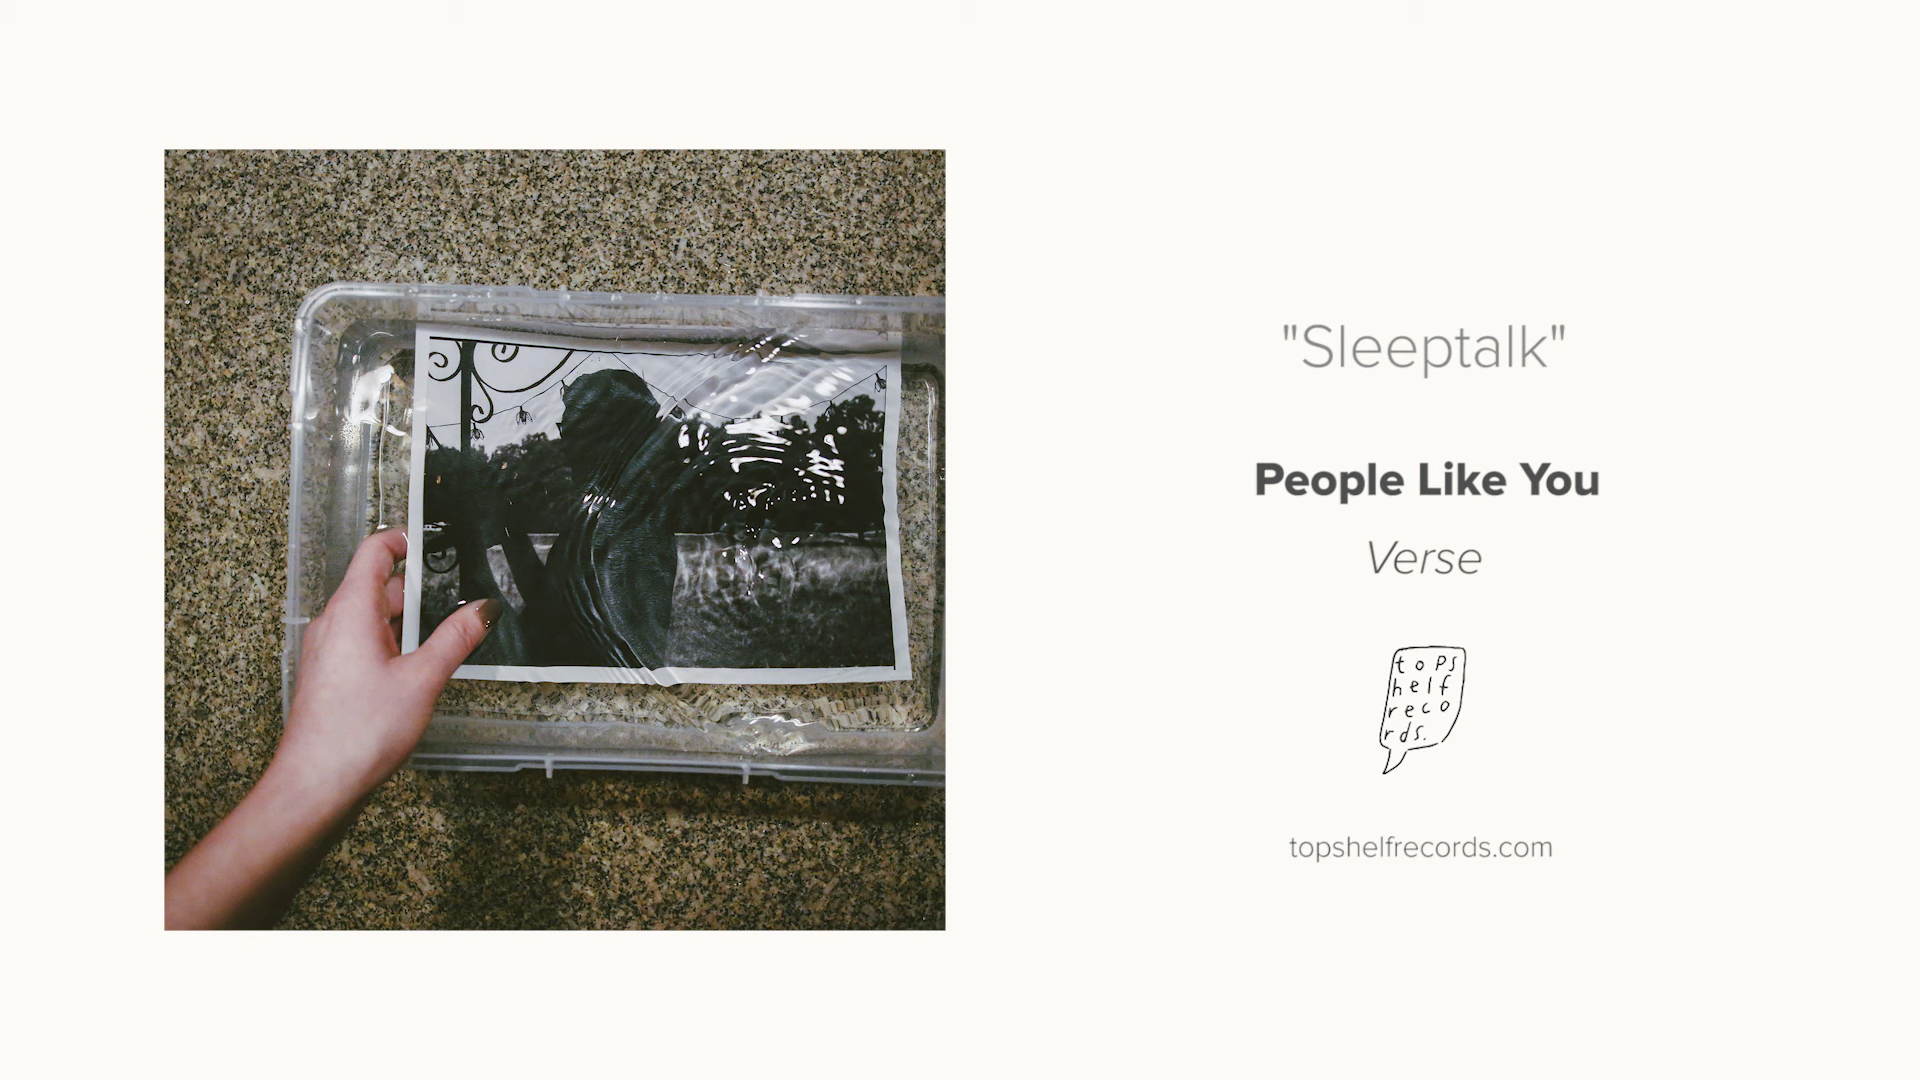 "Sleeptalk"
People Like You
Verse
tops
helf
reco
rds.
topshelfrecords.com